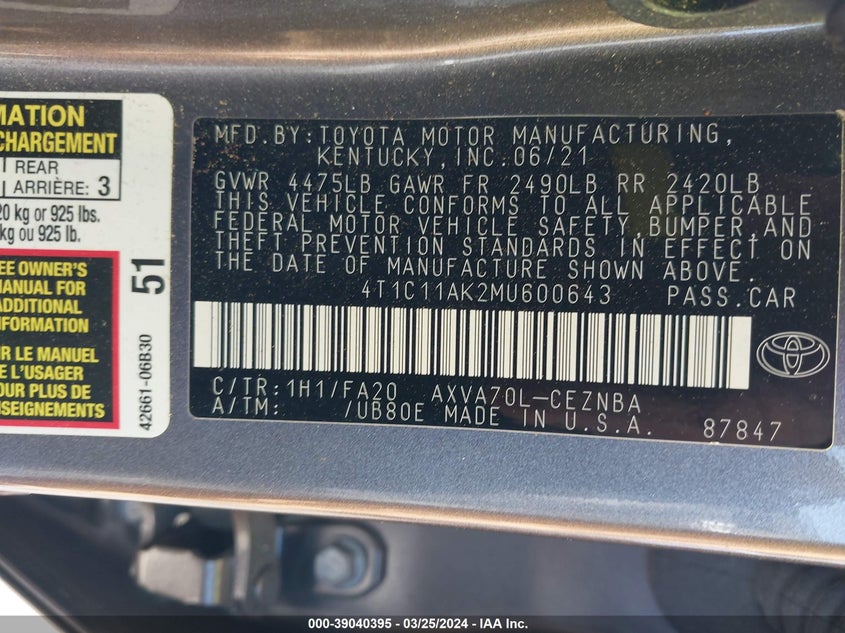 MATION
CHARGEMENT
REAR
ARRIÈRE: 3
20 kg or 925 lbs.
kg ou 925 lb.
EE OWNER'S
MANUAL FOR
ADDITIONAL
NFORMATION
R LE MANUEL
E L'USAGER
POUR PLUS DE
NSEIGNEMENTS
51
42661-06B30
MFD.BY:TOYOTA MOTOR MANUFACTURING,
KENTUCKY,INC.06/21
GVWR 4475LB GAWR FR 2490LB RR 2420LB
THIS VEHICLE CONFORMS TO ALL APPLICABLE
FEDERAL MOTOR VEHICLE SAFETY,BUMPER,AND
THEFT PREVENTION STANDARDS IN EFFECT ON
THE DATE OF MANUFACTURE SHOWN ABOVE.
4T1C11AK2MU600643 PASS.CAR
C/TR:1H1/FA20 AXVA70L-CEZNBA
A/TM: /UB80E MADE IN U.S.A. 87847
000-39040395 - 03/25/2024 - IAA Inc.